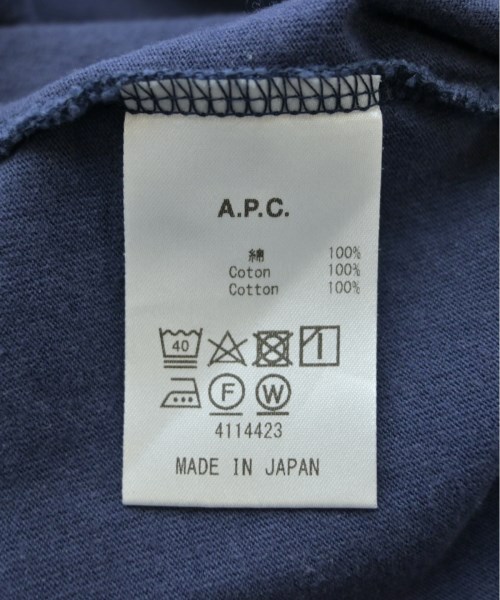 A.P.C.
綿 100%
Coton 100%
Cotton 100%
40
F W
4114423
MADE IN JAPAN